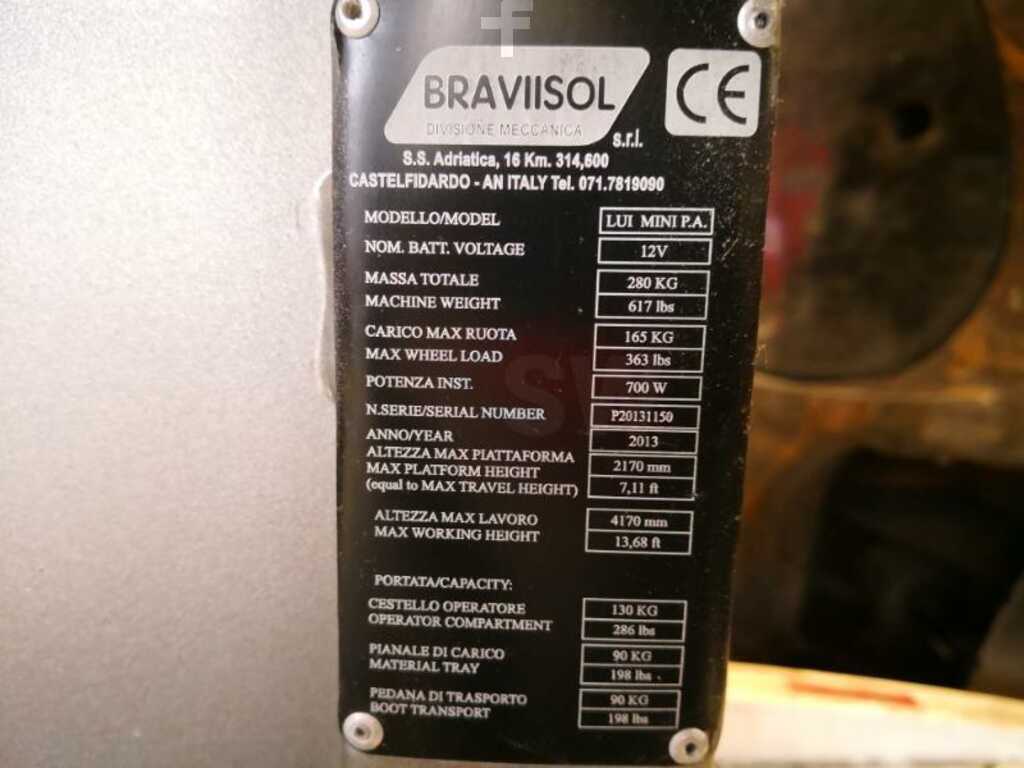 f
BRAVIISOL
DIVISIONE MECCANICA
s.r.l.
CE
S.S. Adriatica, 16 Km. 314,600
CASTELFIDARDO - AN ITALY Tel. 071.7819090
MODELLO/MODEL LUI MINI P.A.
NOM. BATT. VOLTAGE 12V
MASSA TOTALE 280 KG
MACHINE WEIGHT 617 lbs
CARICO MAX RUOTA 165 KG
MAX WHEEL LOAD 363 lbs
POTENZA INST. 700 W
N.SERIE/SERIAL NUMBER P20131150
ANNO/YEAR 2013
ALTEZZA MAX PIATTAFORMA
MAX PLATFORM HEIGHT 2170 mm
(equal to MAX TRAVEL HEIGHT) 7,11 ft
ALTEZZA MAX LAVORO 4170 mm
MAX WORKING HEIGHT 13,68 ft
PORTATA/CAPACITY:
CESTELLO OPERATORE 130 KG
OPERATOR COMPARTMENT 286 lbs
PIANALE DI CARICO 90 KG
MATERIAL TRAY 198 lbs
PEDANA DI TRASPORTO 90 KG
BOOT TRANSPORT 198 lbs